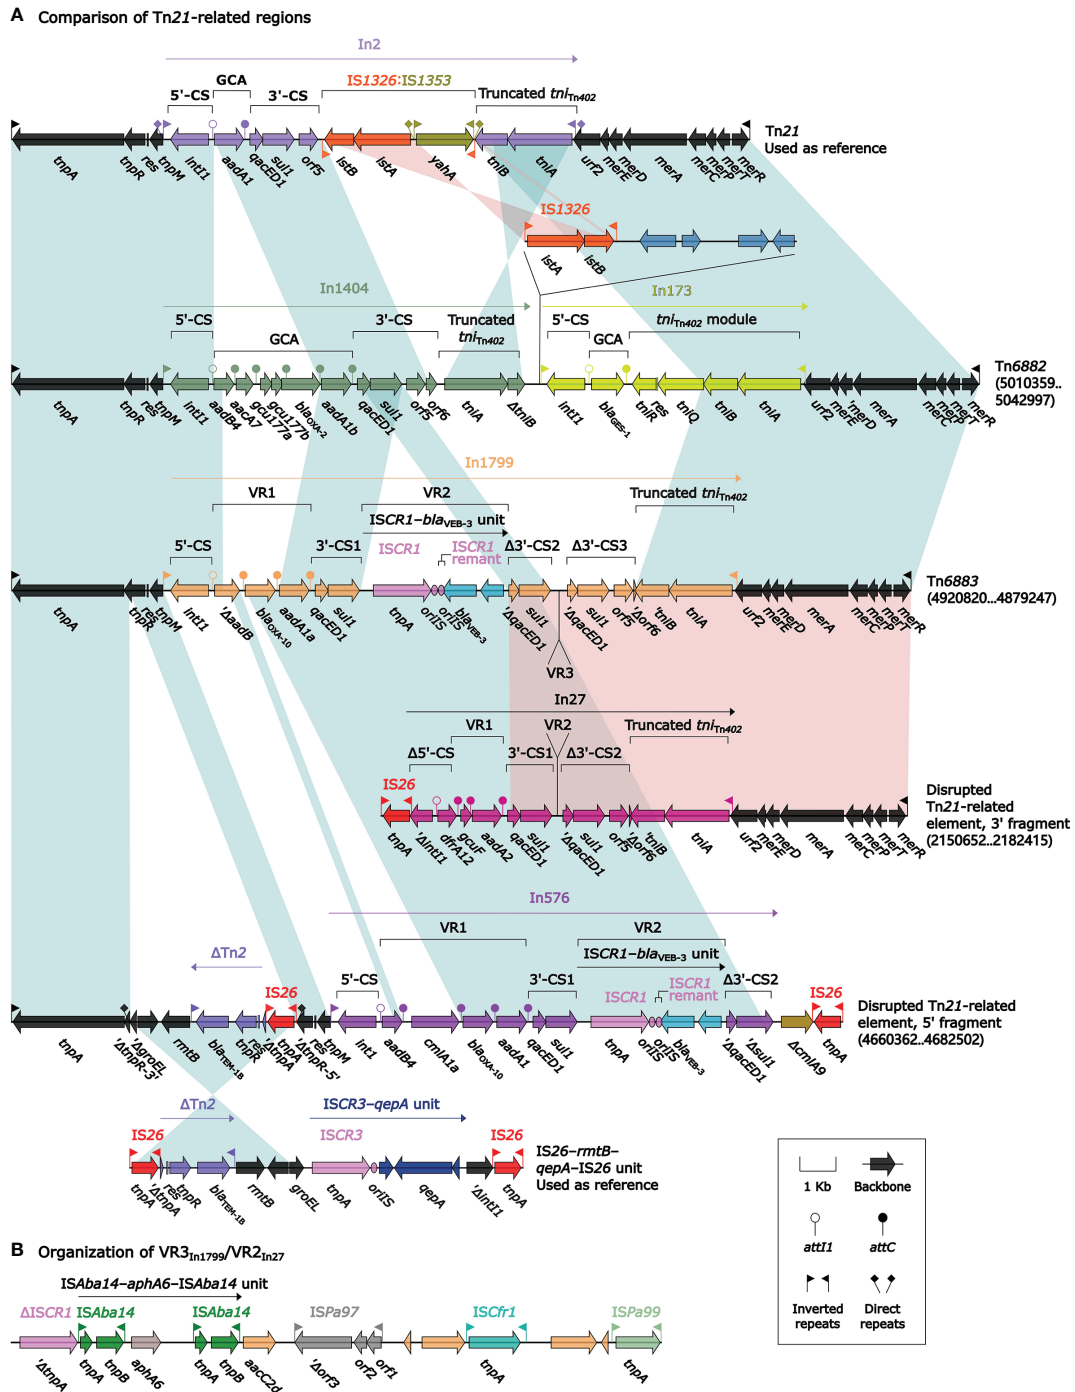 A Comparison of Tn21-related regions
In2
5'-CS GCA 3'-CS IS1326:IS1353 Truncated tniTn402
Tn21
Used as reference
tnpA tnpR res tnpM intI1 aadA1 qacED1 sul1 orf5 istB istA yahA tniB tniA urf2 merE merD merA merC merP merT merR
IS1326
istA istB
In1404 In173
5'-CS GCA 3'-CS Truncated tniTn402 5'-CS GCA tniTn402 module
Tn6882
(5010359..
5042997)
tnpA tnpR res tnpM intI1 aadB4 aacA7 gcu177a gcu177b blaOXA-2 aadA1b qacED1 sul1 orf5 orf6 tniA ΔtniB intI1 blaGES-1 tniR res tniQ tniB tniA urf2 merE 'merD merA merC merP merT merR
In1799
VR1 VR2 Truncated tniTn402
ISCR1–blaVEB-3 unit
5'-CS 3'-CS1 ISCR1 ISCR1 remant Δ3'-CS2 Δ3'-CS3
Tn6883
(4920820...4879247)
tnpA tnpR res tnpM intI1 'ΔaadB blaOXA-10 aadA1a qacED1 sul1 tnpA oriIS oriIS blaVEB-3 'ΔqacED1 sul1 'ΔqacED1 sul1 orf5 'Δorf6 'tniB tniA urf2 merE merD merA merC merP merT merR
VR3
In27
VR1 VR2 Truncated tniTn402
Δ5'-CS 3'-CS1 Δ3'-CS2
IS26
Disrupted
Tn21-related
element, 3' fragment
(2150652..2182415)
tnpA 'ΔintI1 dfrA12 gcuF aadA2 qacED1 sul1 'ΔqacED1 sul1 orf5 'Δorf6 'tniB tniA urf2 merE merD merA merC merP merT merR
In576
VR1 VR2
ΔTn2 ISCR1–blaVEB-3 unit
IS26 5'-CS 3'-CS1 ISCR1 ISCR1 remant Δ3'-CS2 IS26
Disrupted Tn21-related
element, 5' fragment
(4660362..4682502)
tnpA 'ΔtnpR-3' 'ΔgroEL rmtB blaTEM-1B tnpR res 'ΔtnpA tnpA 'ΔtnpR-5' res tnpM int1 aadB4 cmlA1a blaOXA-10 aadA1 qacED1 sul1 tnpA oriIS oriIS blaVEB-3 'ΔqacED1 'Δsul1 ΔcmlA9 tnpA
ΔTn2 ISCR3–qepA unit
IS26 ISCR3 IS26
IS26–rmtB–
qepA–IS26 unit
Used as reference
tnpA 'ΔtnpA res tnpR blaTEM-1B rmtB groEL tnpA oriIS qepA 'ΔintI1 tnpA
1 Kb Backbone
attI1 attC
Inverted repeats Direct repeats
B Organization of VR3In1799/VR2In27
ISAba14–aphA6–ISAba14 unit
ΔISCR1 ISAba14 ISAba14 ISPa97 ISCfr1 ISPa99
'ΔtnpA tnpA tnpB aphA6 tnpA tnpB aacC2d 'Δorf3 orf2 orf1 tnpA tnpA